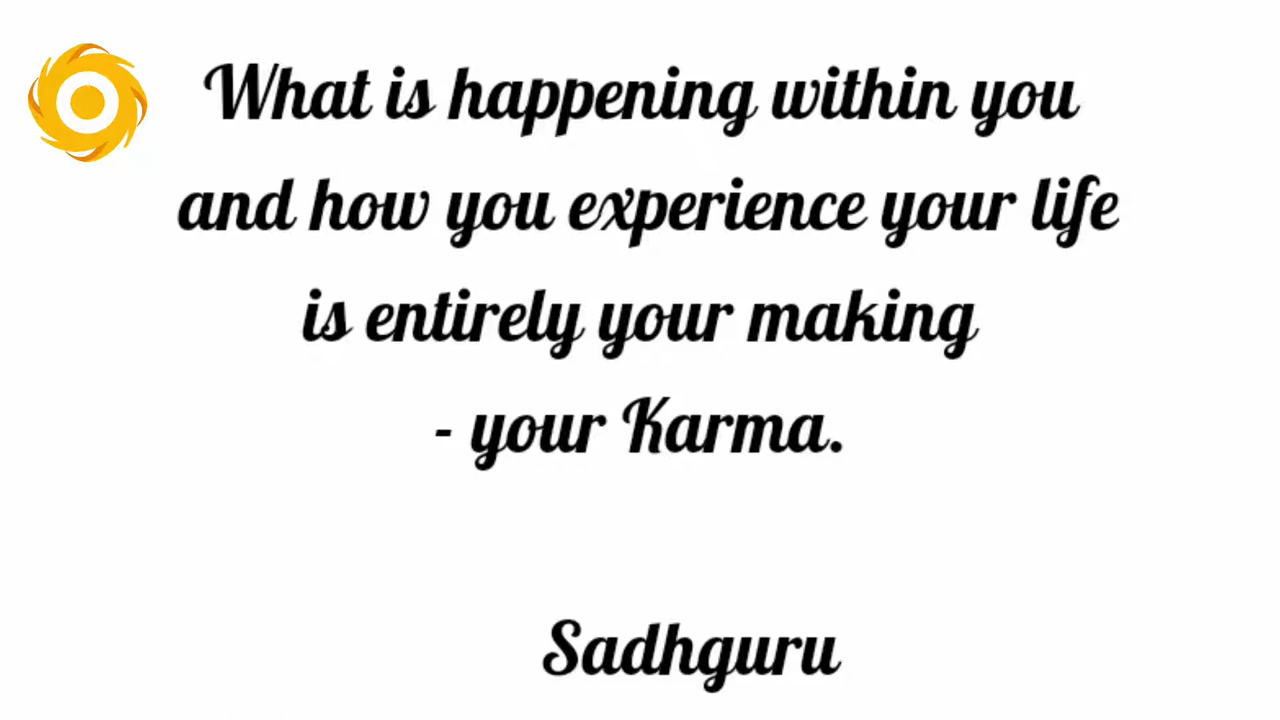 What is happening within you
and how you experience your life
is entirely your making
- your Karma.
Sadhguru